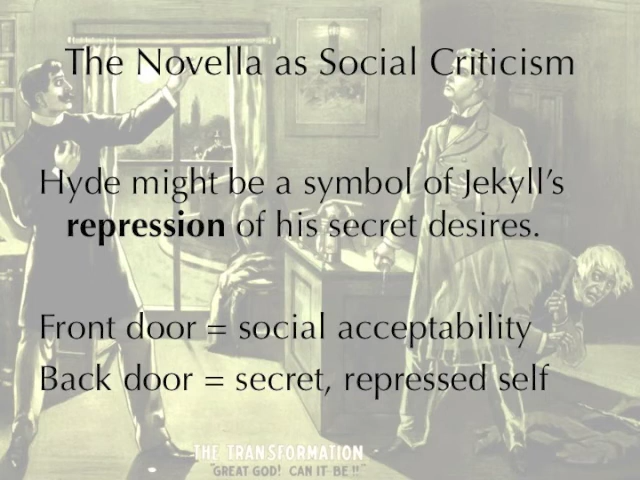 The Novella as Social Criticism
Hyde might be a symbol of Jekyll’s
repression of his secret desires.
Front door = social acceptability
Back door = secret, repressed self
THE TRANSFORMATION
"GREAT GOD! CAN IT BE!!"